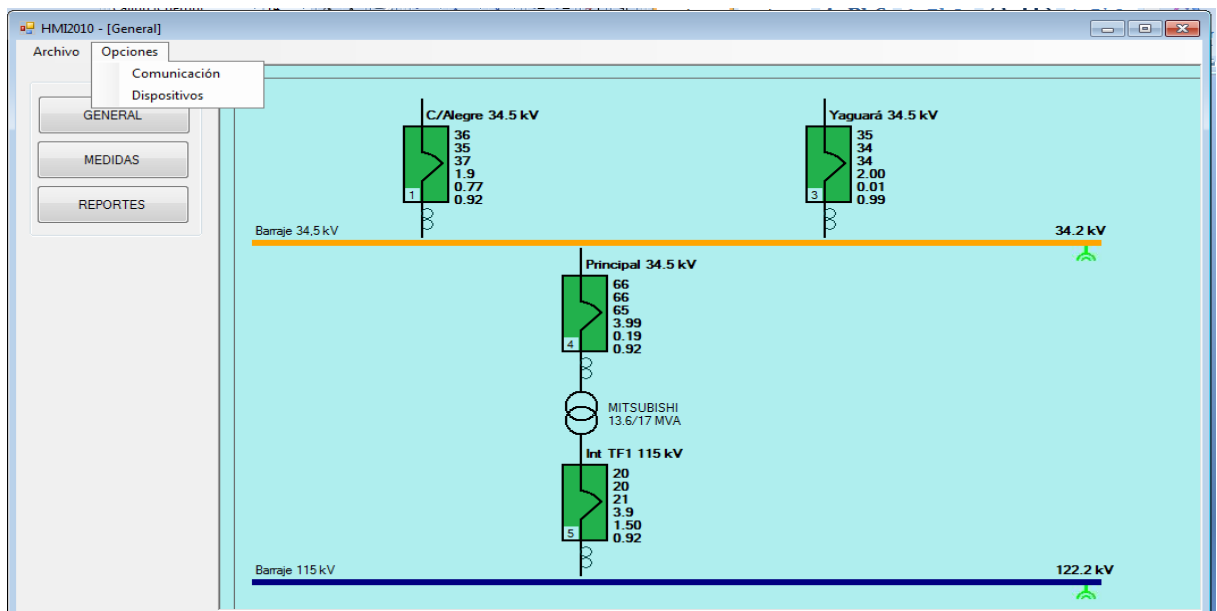 HMI2010 - [General]
Archivo Opciones
Comunicación
Dispositivos
GENERAL
MEDIDAS
REPORTES
C/Alegre 34.5 kV
36
35
37
1.9
0.77
0.92
1
Yaguará 34.5 kV
35
34
34
2.00
0.01
0.99
3
Barraje 34,5 kV
34.2 kV
Principal 34.5 kV
66
66
65
3.99
0.19
0.92
4
MITSUBISHI
13.6/17 MVA
Int TF1 115 kV
20
20
21
3.9
1.50
0.92
5
Barraje 115 kV
122.2 kV